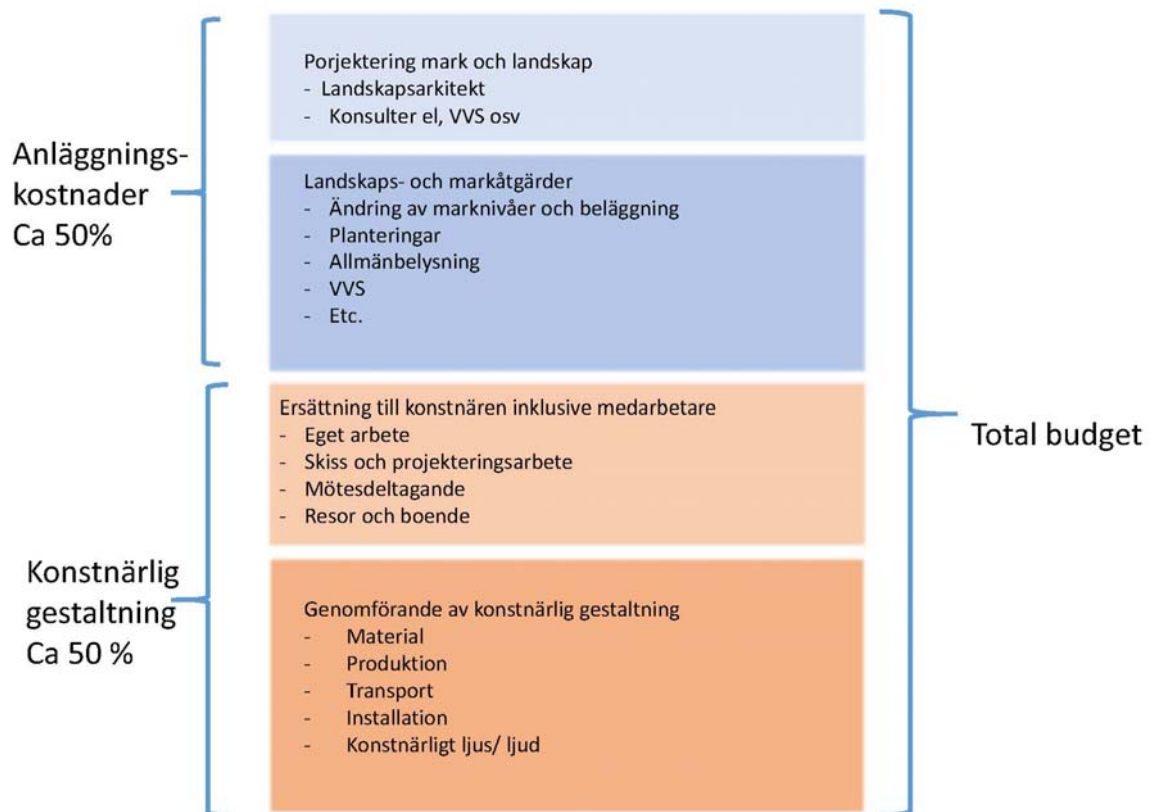 Anläggnings-
kostnader
Ca 50%
Porjektering mark och landskap
- Landskapsarkitekt
- Konsulter el, VVS osv
Landskaps- och markåtgärder
- Ändring av marknivåer och beläggning
- Planteringar
- Allmänbelysning
- VVS
- Etc.
Konstnärlig
gestaltning
Ca 50 %
Ersättning till konstnären inklusive medarbetare
- Eget arbete
- Skiss och projekteringsarbete
- Mötesdeltagande
- Resor och boende
Genomförande av konstnärlig gestaltning
- Material
- Produktion
- Transport
- Installation
- Konstnärligt ljus/ ljud
Total budget